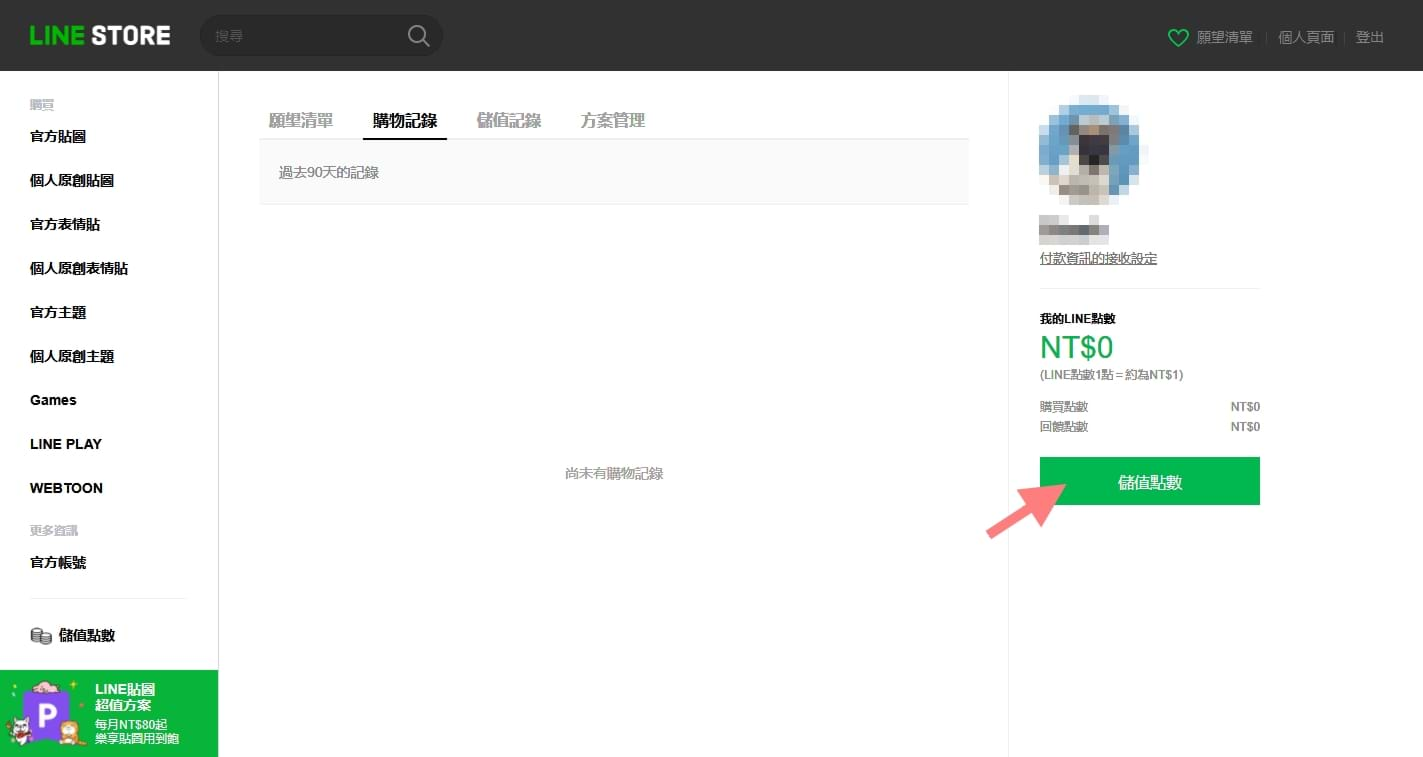 LINE STORE
搜尋
願望清單
個人頁面
登出
購買
官方貼圖
個人原創貼圖
官方表情貼
個人原創表情貼
官方主題
個人原創主題
Games
LINE PLAY
WEBTOON
更多資訊
官方帳號
儲值點數
P
LINE貼圖
超值方案
每月NT$80起
樂享貼圖用到飽
願望清單
購物記錄
儲值記錄
方案管理
過去90天的記錄
尚未有購物記錄
付款資訊的接收設定
我的LINE點數
NT$0
(LINE點數1點 = 約為NT$1)
購買點數 NT$0
回饋點數 NT$0
儲值點數